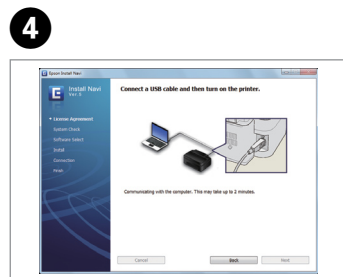 4
Epson Install Navi
E Install Navi
Ver 5
Connect a USB cable and then turn on the printer.
License Agreement
System Check
Software Select
Install
Connection
Finish
Communicating with the computer. This may take up to 2 minutes.
Cancel
Back
Next